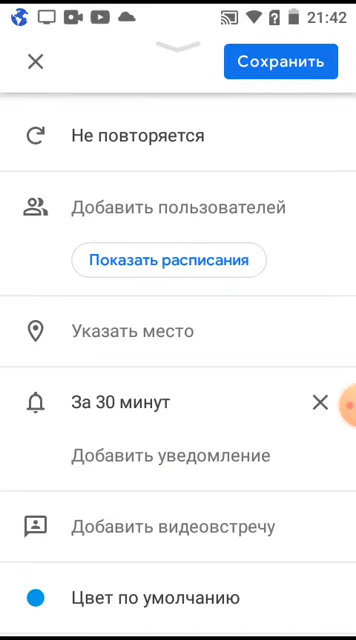 21:42
Сохранить
Не повторяется
Добавить пользователей
Показать расписания
Указать место
За 30 минут
Добавить уведомление
Добавить видеовстречу
Цвет по умолчанию